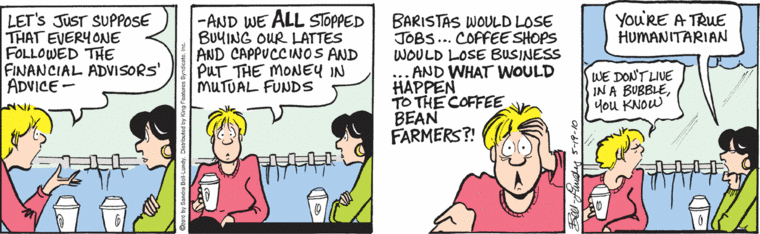 LET'S JUST SUPPOSE
THAT EVERYONE
FOLLOWED THE
FINANCIAL ADVISORS'
ADVICE—
©2010 by Sandra Bell-Lundy. Distributed by King Features Syndicate, Inc.
-AND WE ALL STOPPED
BUYING OUR LATTES
AND CAPPUCCINOS AND
PUT THE MONEY IN
MUTUAL FUNDS
BARISTAS WOULD LOSE
JOBS... COFFEE SHOPS
WOULD LOSE BUSINESS
...AND WHAT WOULD
HAPPEN
TO THE COFFEE
BEAN
FARMERS?!
YOU'RE A TRUE
HUMANITARIAN
WE DON'T LIVE
IN A BUBBLE,
YOU KNOW
BELL-LUNDY 5-19-10